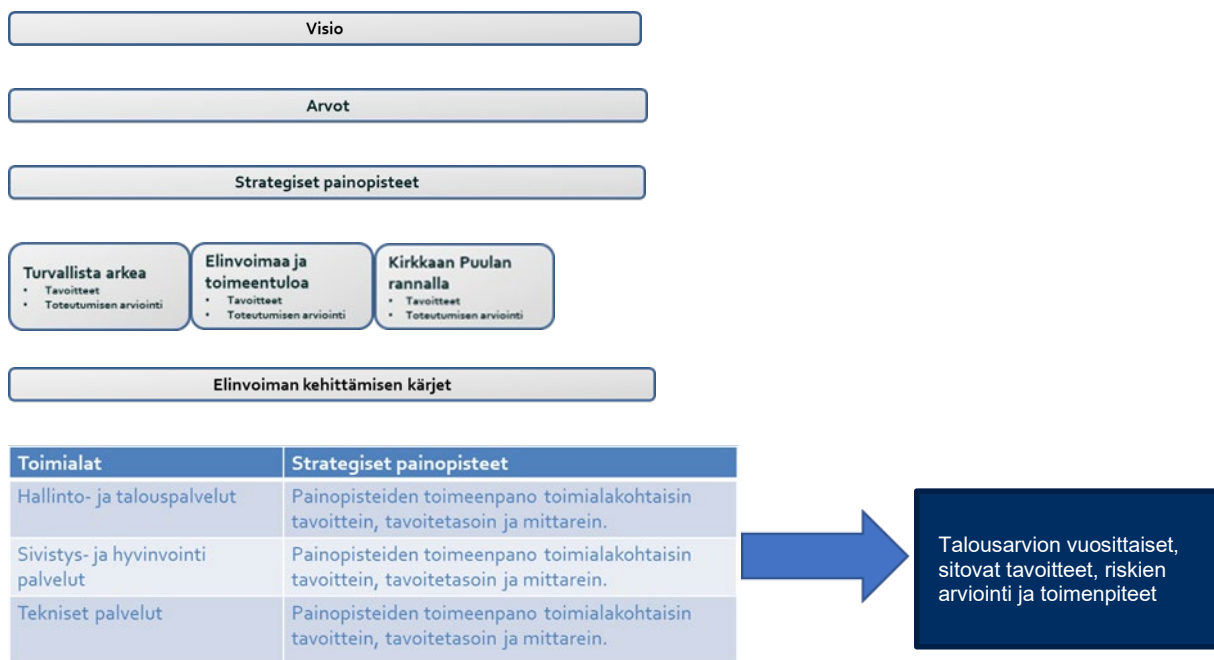 Visio
Arvot
Strategiset painopisteet
Turvallista arkea
• Tavoitteet
• Toteutumisen arviointi
Elinvoimaa ja
toimeentuloa
• Tavoitteet
• Toteutumisen arviointi
Kirkkaan Puulan
rannalla
• Tavoitteet
• Toteutumisen arviointi
Elinvoiman kehittämisen kärjet
Toimialat
Strategiset painopisteet
Hallinto- ja talouspalvelut
Painopisteiden toimeenpano toimialakohtaisin
tavoittein, tavoitetasoin ja mittarein.
Sivistys- ja hyvinvointi
palvelut
Painopisteiden toimeenpano toimialakohtaisin
tavoittein, tavoitetasoin ja mittarein.
Tekniset palvelut
Painopisteiden toimeenpano toimialakohtaisin
tavoittein, tavoitetasoin ja mittarein.
Talousarvion vuosittaiset,
sitovat tavoitteet, riskien
arviointi ja toimenpiteet